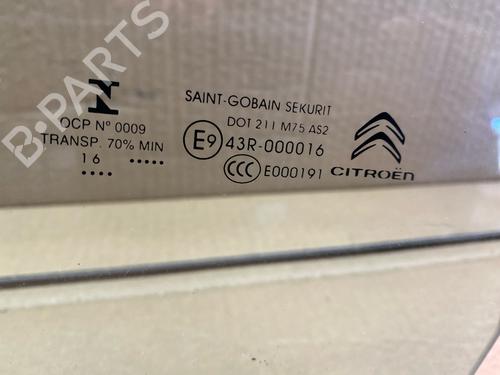 B-PARTS
N
OCP Nº 0009
TRANSP. 70% MIN
16 .....
....
SAINT-GOBAIN SEKURIT
DOT 211 M75 AS2
E9 43R-000016
CCC E000191
CITROËN